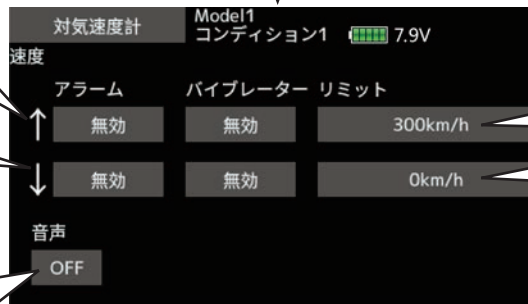 対気速度計
Model1
コンディション1 7.9V
速度
アラーム バイブレーター リミット
↑ 無効 無効 300km/h
↓ 無効 無効 0km/h
音声
OFF